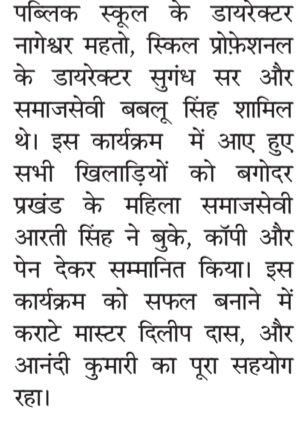 पब्लिक स्कूल के डायरेक्टर
नागेश्वर महतो, स्किल प्रोफ़ेशनल
के डायरेक्टर सुगंध सर और
समाजसेवी बबलू सिंह शामिल
थे। इस कार्यक्रम में आए हुए
सभी खिलाड़ियों को बगोदर
प्रखंड के महिला समाजसेवी
आरती सिंह ने बुके, कॉपी और
पेन देकर सम्मानित किया। इस
कार्यक्रम को सफल बनाने में
कराटे मास्टर दिलीप दास, और
आनंदी कुमारी का पूरा सहयोग
रहा।